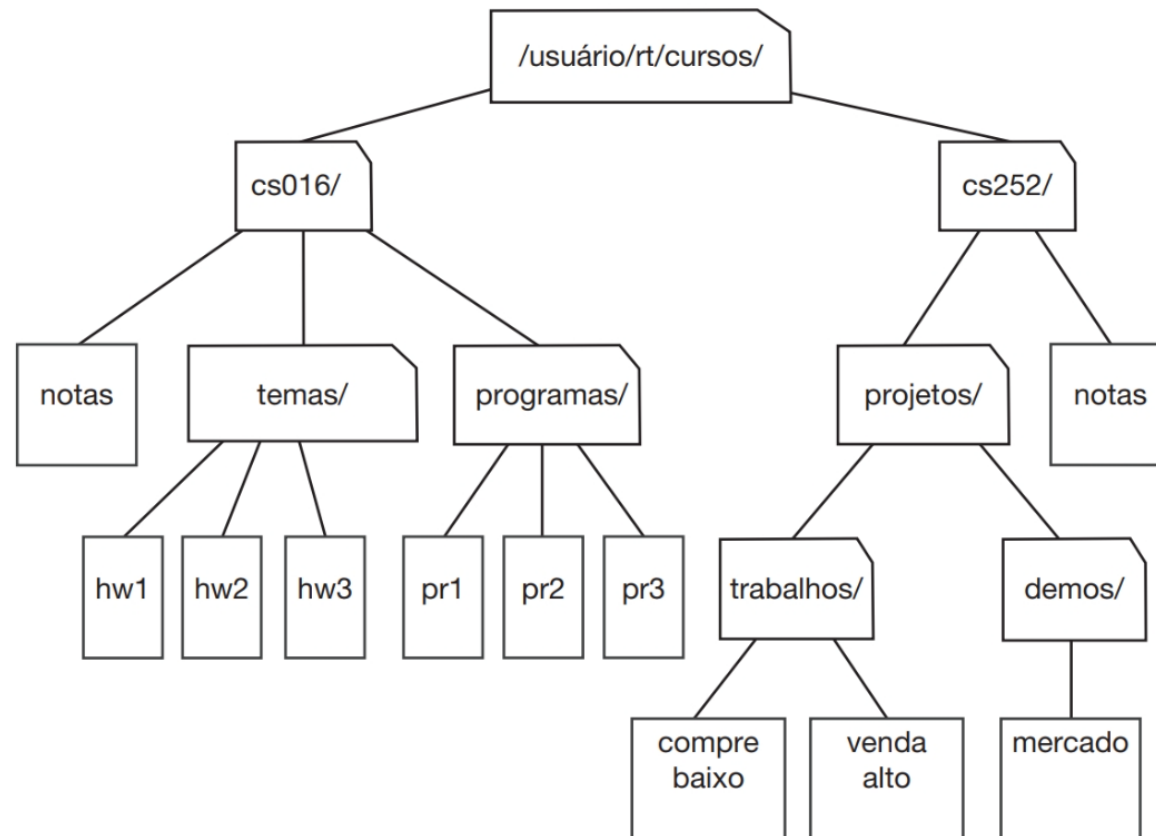 /usuário/rt/cursos/
cs016/
cs252/
notas
temas/
programas/
projetos/
notas
hw1
hw2
hw3
pr1
pr2
pr3
trabalhos/
demos/
compre
baixo
venda
alto
mercado